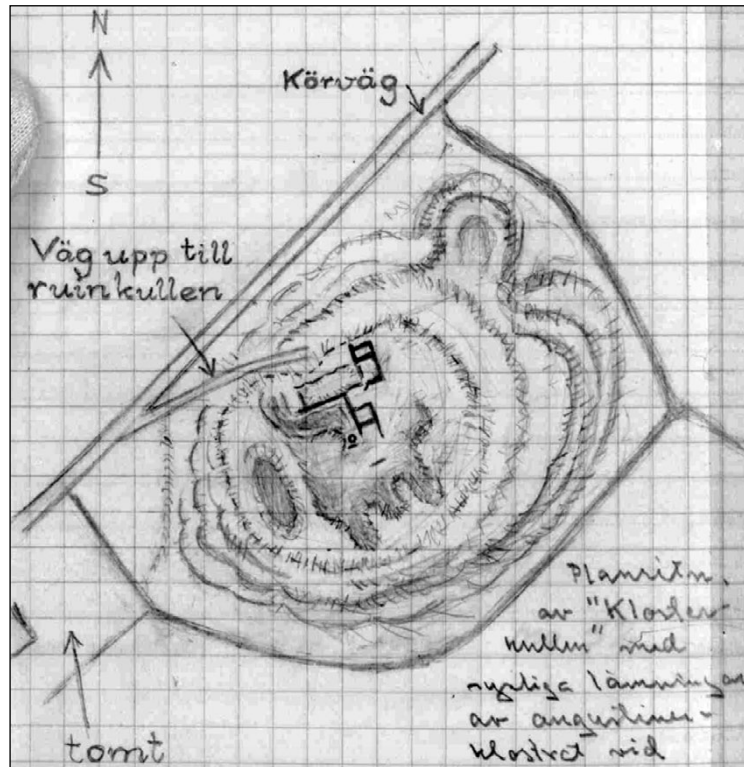 N
Körväg
S
Väg upp till
ruinkullen
Planritn.
av "Kloster-
kullen" med
synliga lämningar
av augustiner-
klostret vid
tomt